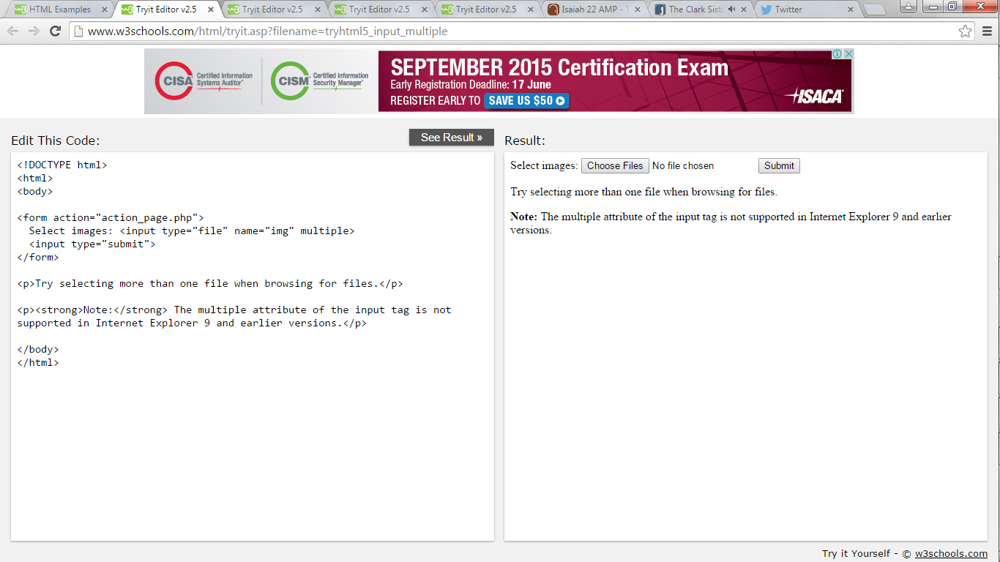 HTML Examples
Tryit Editor v2.5
Tryit Editor v2.5
Tryit Editor v2.5
Tryit Editor v2.5
Isaiah 22 AMP - T
The Clark Siste
Twitter
www.w3schools.com/html/tryit.asp?filename=tryhtml5_input_multiple
CISA Certified Information Systems Auditor®
CISM Certified Information Security Manager®
SEPTEMBER 2015 Certification Exam
Early Registration Deadline: 17 June
REGISTER EARLY TO SAVE US $50
ISACA®
Edit This Code:
See Result »
<!DOCTYPE html>
<html>
<body>
<form action="action_page.php">
Select images: <input type="file" name="img" multiple>
<input type="submit">
</form>
<p>Try selecting more than one file when browsing for files.</p>
<p><strong>Note:</strong> The multiple attribute of the input tag is not
supported in Internet Explorer 9 and earlier versions.</p>
</body>
</html>
Result:
Select images: Choose Files No file chosen Submit
Try selecting more than one file when browsing for files.
Note: The multiple attribute of the input tag is not supported in Internet Explorer 9 and earlier
versions.
Try it Yourself - © w3schools.com